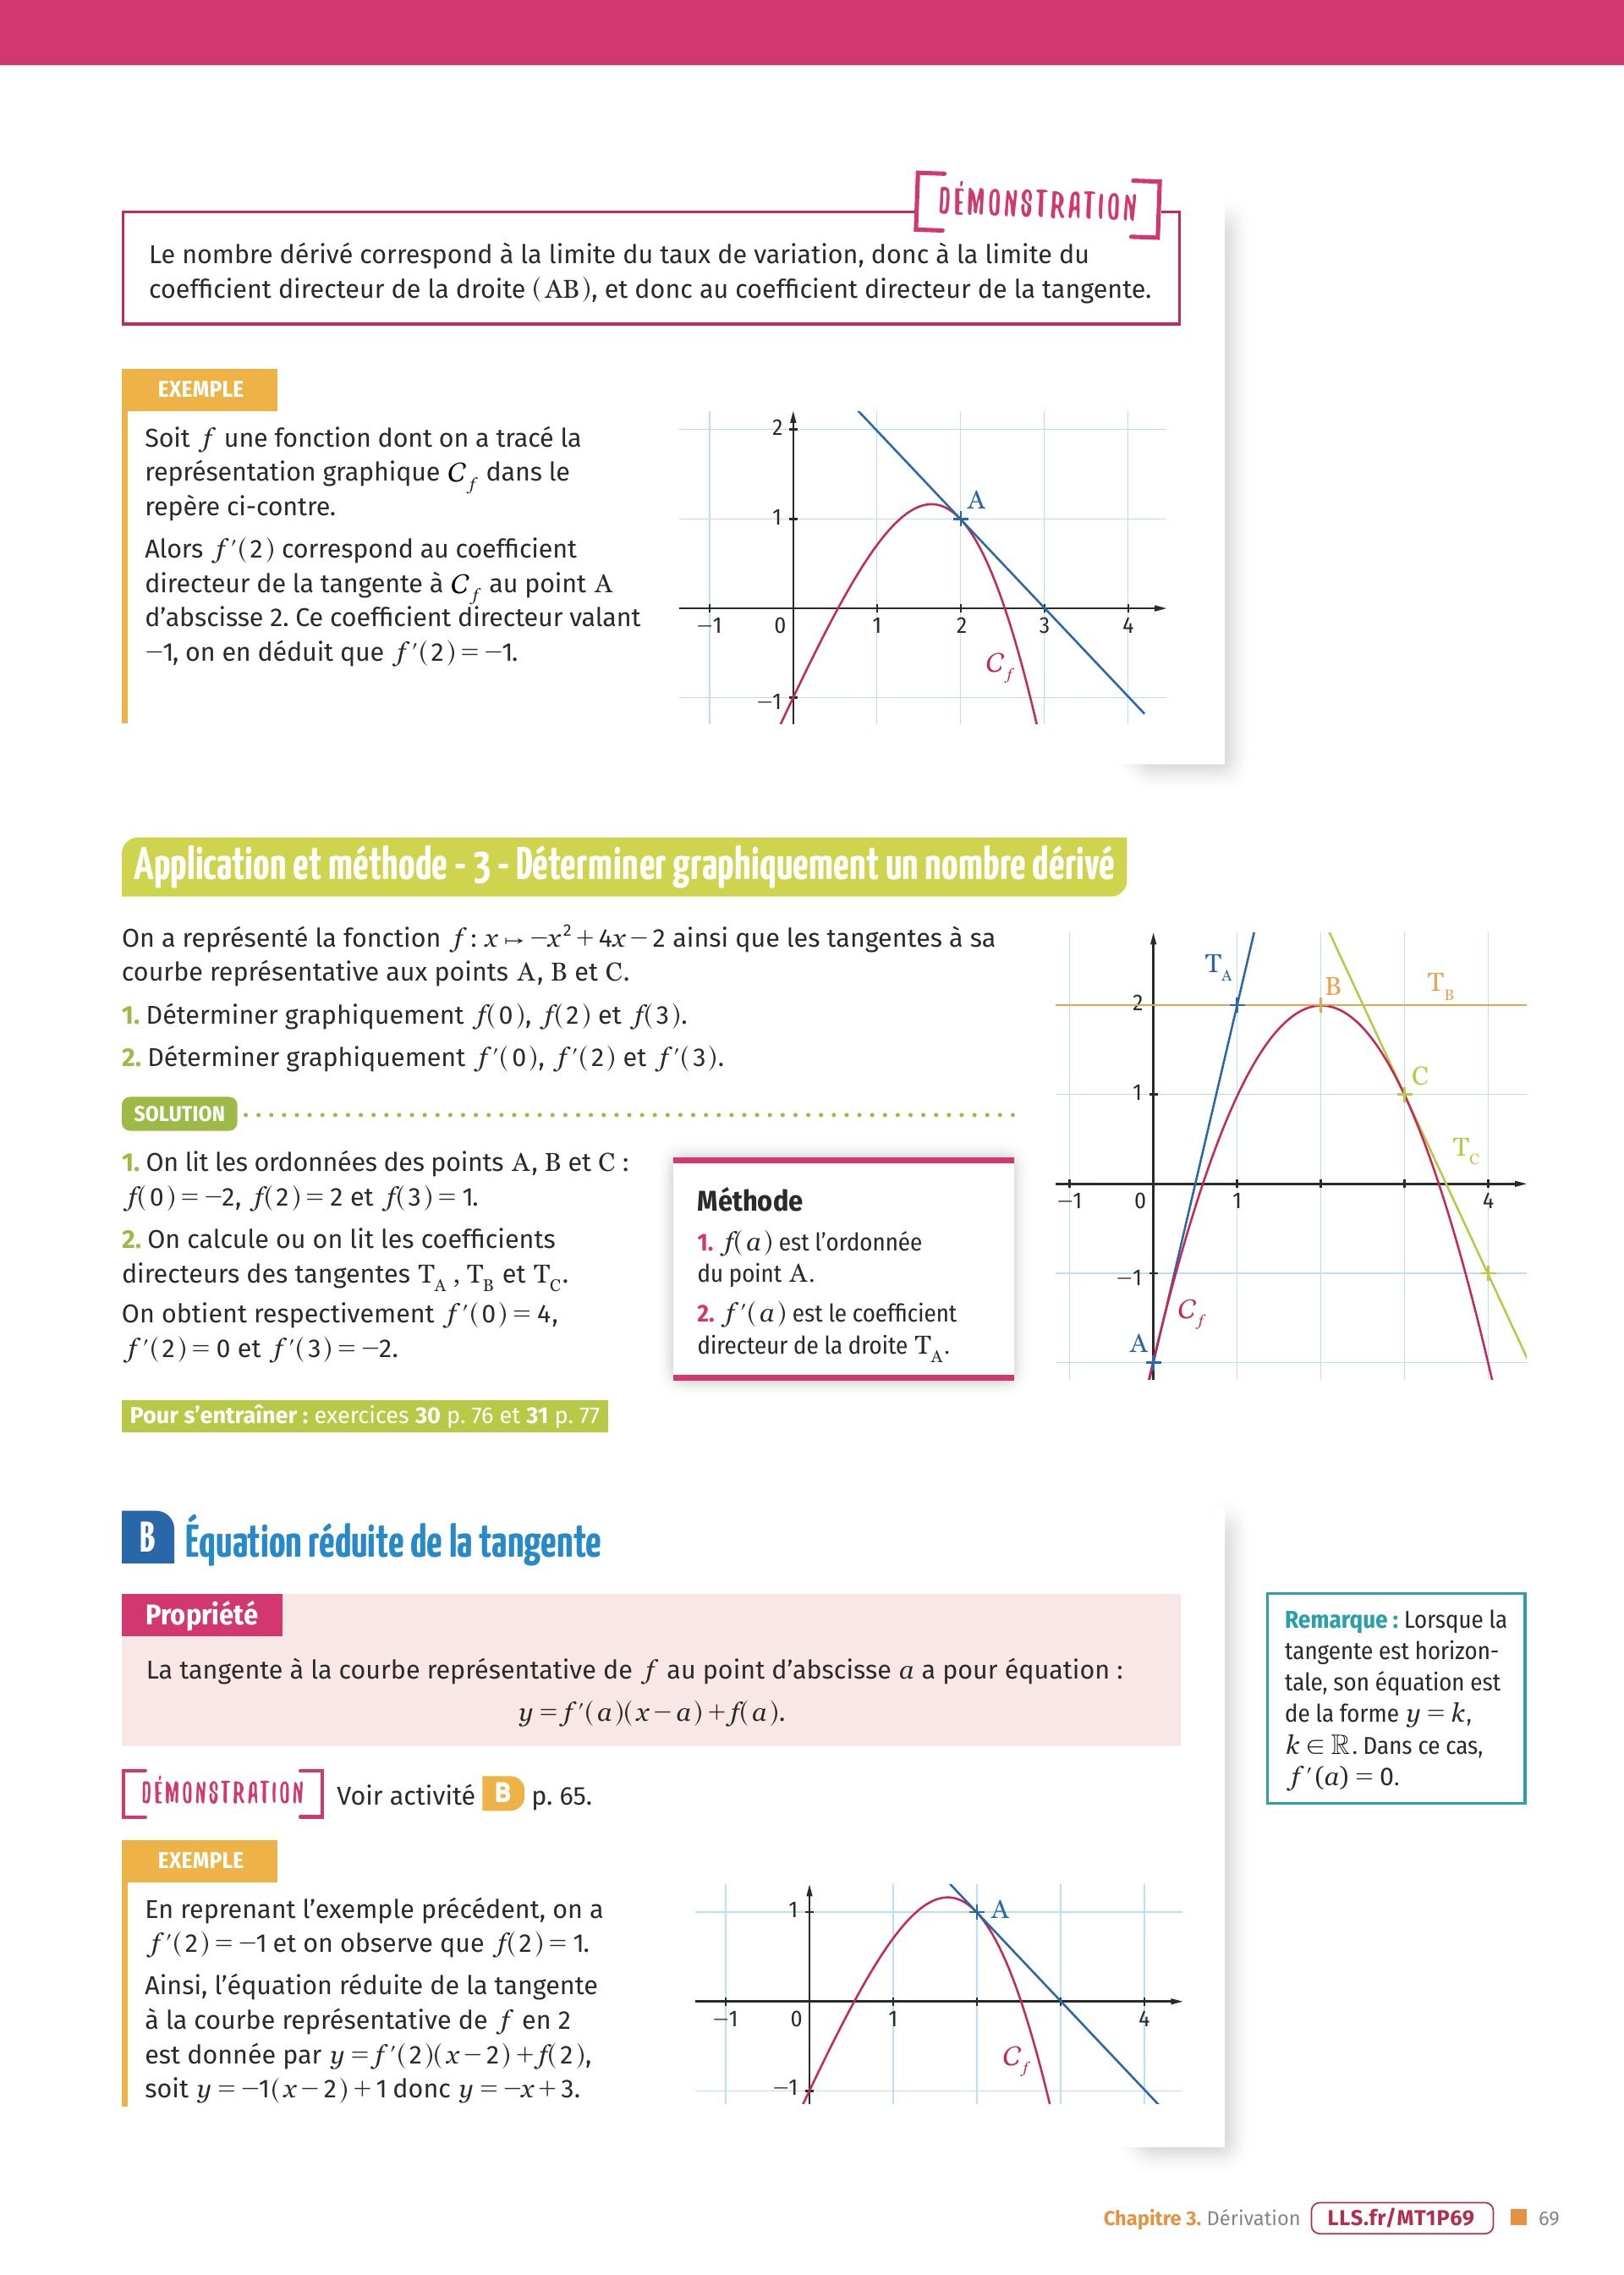 DÉMONSTRATION
Le nombre dérivé correspond à la limite du taux de variation, donc à la limite du
coefficient directeur de la droite (AB), et donc au coefficient directeur de la tangente.
EXEMPLE
Soit f une fonction dont on a tracé la
représentation graphique C_f dans le
repère ci-contre.
Alors f′(2) correspond au coefficient
directeur de la tangente à C_f au point A
d’abscisse 2. Ce coefficient directeur valant
−1, on en déduit que f′(2) = −1.
2
A
1
−1 0 1 2 3 4
C_f
−1
Application et méthode - 3 - Déterminer graphiquement un nombre dérivé
On a représenté la fonction f : x ↦ −x² + 4x − 2 ainsi que les tangentes à sa
courbe représentative aux points A, B et C.
1. Déterminer graphiquement f(0), f(2) et f(3).
2. Déterminer graphiquement f′(0), f′(2) et f′(3).
SOLUTION
1. On lit les ordonnées des points A, B et C :
f(0) = −2, f(2) = 2 et f(3) = 1.
2. On calcule ou on lit les coefficients
directeurs des tangentes T_A , T_B et T_C.
On obtient respectivement f′(0) = 4,
f′(2) = 0 et f′(3) = −2.
Méthode
1. f(a) est l’ordonnée
du point A.
2. f′(a) est le coefficient
directeur de la droite T_A.
T_A
B T_B
2
C
1
T_C
−1 0 1 4
−1
C_f
A
Pour s’entraîner : exercices 30 p. 76 et 31 p. 77
B Équation réduite de la tangente
Propriété
La tangente à la courbe représentative de f au point d’abscisse a a pour équation :
y = f′(a)(x − a) + f(a).
Remarque : Lorsque la
tangente est horizon-
tale, son équation est
de la forme y = k,
k ∈ ℝ. Dans ce cas,
f′(a) = 0.
DÉMONSTRATION Voir activité B p. 65.
EXEMPLE
En reprenant l’exemple précédent, on a
f′(2) = −1 et on observe que f(2) = 1.
Ainsi, l’équation réduite de la tangente
à la courbe représentative de f en 2
est donnée par y = f′(2)(x − 2) + f(2),
soit y = −1(x − 2) + 1 donc y = −x + 3.
1 A
−1 0 1 4
C_f
−1
Chapitre 3. Dérivation LLS.fr/MT1P69 69